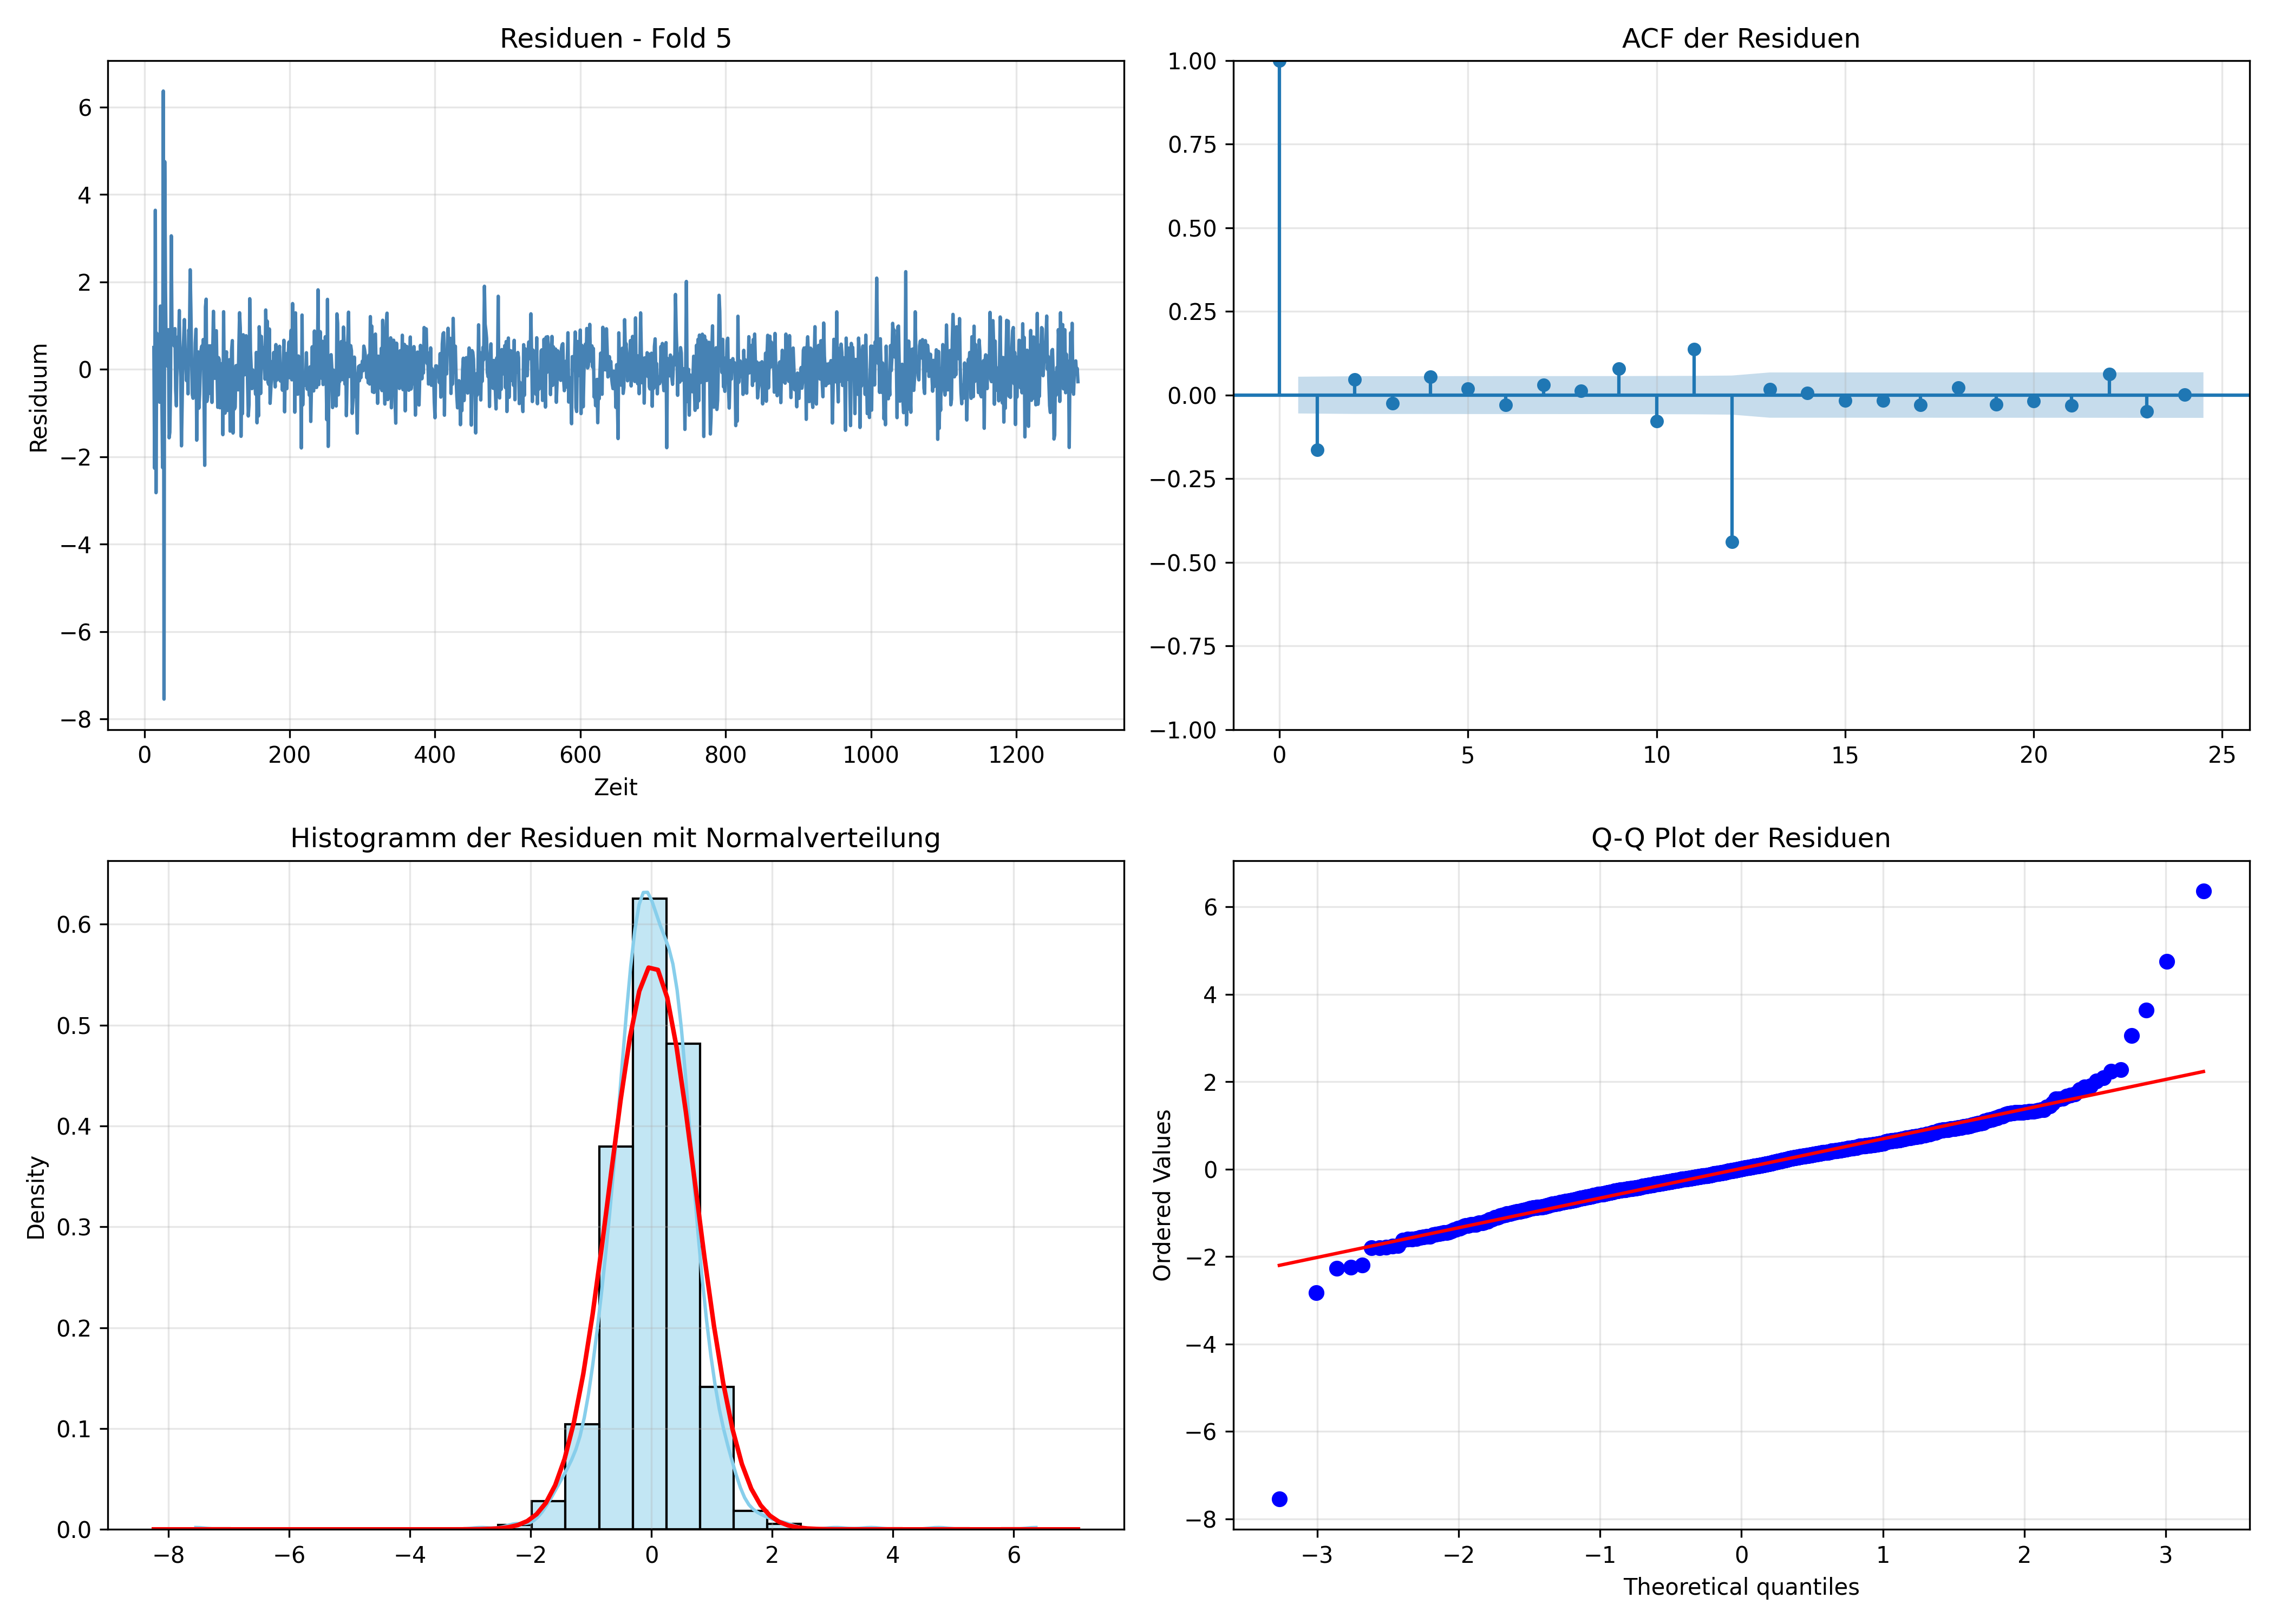 Residuen - Fold 5
Residuum
6
4
2
0
−2
−4
−6
−8
0 200 400 600 800 1000 1200
Zeit
ACF der Residuen
1.00
0.75
0.50
0.25
0.00
−0.25
−0.50
−0.75
−1.00
0 5 10 15 20 25
Histogramm der Residuen mit Normalverteilung
Density
0.6
0.5
0.4
0.3
0.2
0.1
0.0
−8 −6 −4 −2 0 2 4 6
Q-Q Plot der Residuen
Ordered Values
6
4
2
0
−2
−4
−6
−8
−3 −2 −1 0 1 2 3
Theoretical quantiles